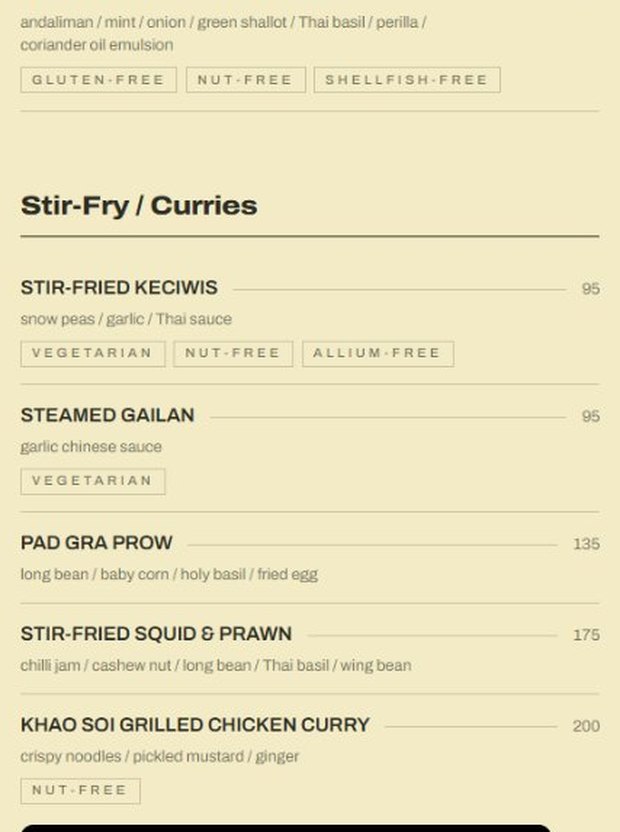 andaliman / mint / onion / green shallot / Thai basil / perilla /
coriander oil emulsion
GLUTEN-FREE NUT-FREE SHELLFISH-FREE
Stir-Fry / Curries
STIR-FRIED KECIWIS 95
snow peas / garlic / Thai sauce
VEGETARIAN NUT-FREE ALLIUM-FREE
STEAMED GAILAN 95
garlic chinese sauce
VEGETARIAN
PAD GRA PROW 135
long bean / baby corn / holy basil / fried egg
STIR-FRIED SQUID & PRAWN 175
chilli jam / cashew nut / long bean / Thai basil / wing bean
KHAO SOI GRILLED CHICKEN CURRY 200
crispy noodles / pickled mustard / ginger
NUT-FREE